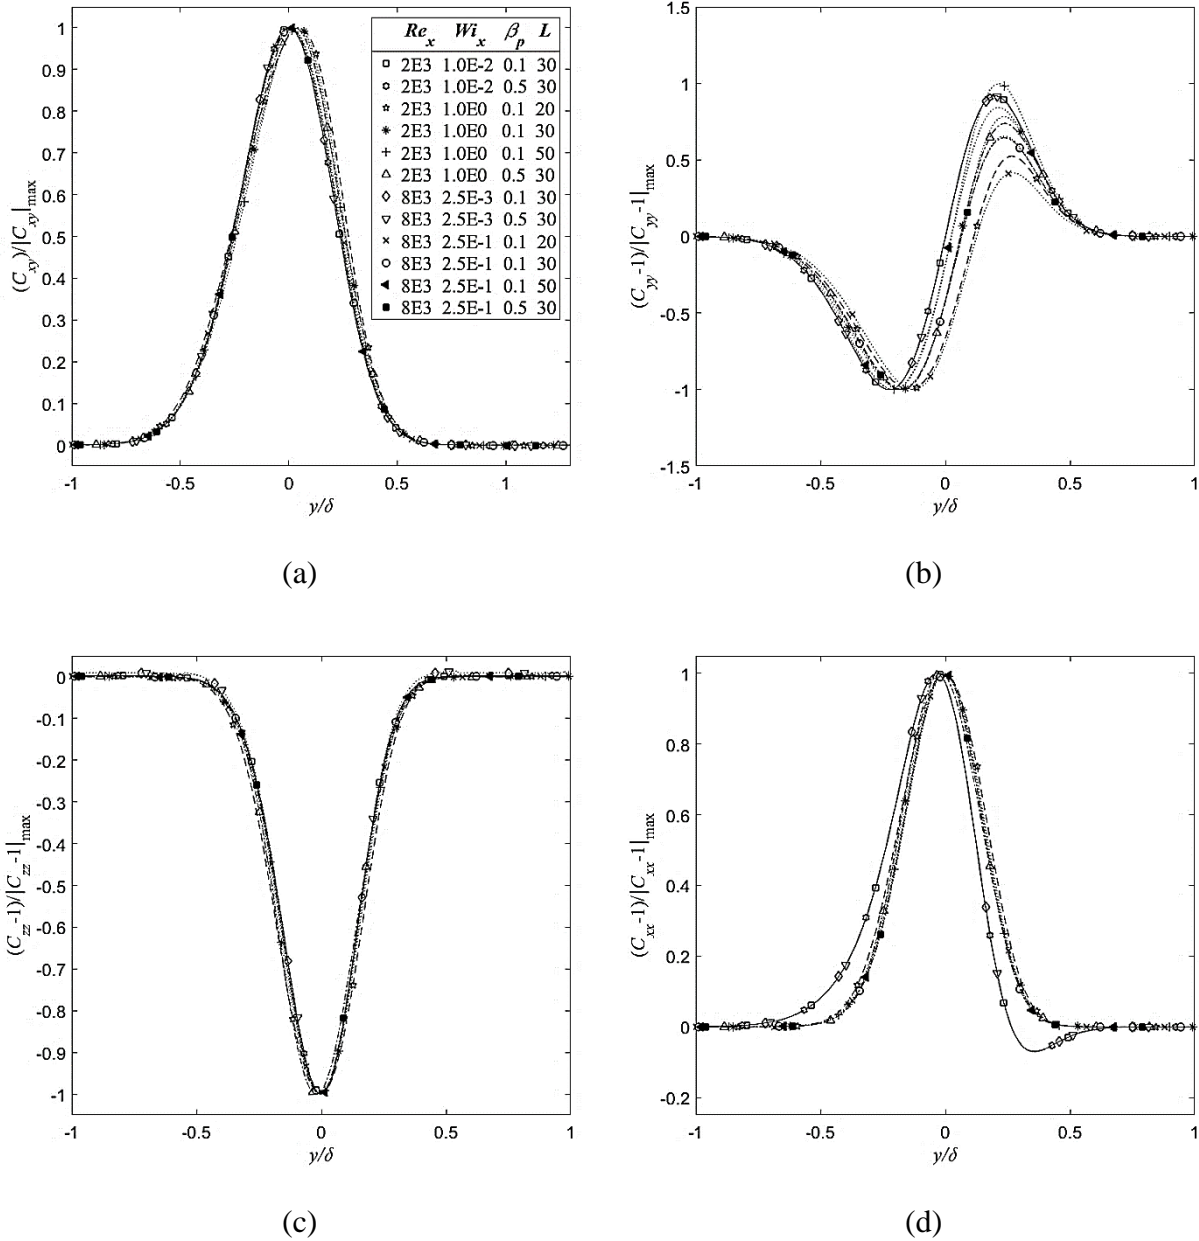 Re_x Wi_x β_p L
2E3 1.0E-2 0.1 30
2E3 1.0E-2 0.5 30
2E3 1.0E0 0.1 20
2E3 1.0E0 0.1 30
2E3 1.0E0 0.1 50
2E3 1.0E0 0.5 30
8E3 2.5E-3 0.1 30
8E3 2.5E-3 0.5 30
8E3 2.5E-1 0.1 20
8E3 2.5E-1 0.1 30
8E3 2.5E-1 0.1 50
8E3 2.5E-1 0.5 30
1
0.9
0.8
0.7
0.6
0.5
0.4
0.3
0.2
0.1
0
(C_xy)/|C_xy|_max
-1 -0.5 0 0.5 1
y/δ
(a)
1.5
1
0.5
0
-0.5
-1
-1.5
(C_yy-1)/|C_yy-1|_max
-1 -0.5 0 0.5 1
y/δ
(b)
0
-0.1
-0.2
-0.3
-0.4
-0.5
-0.6
-0.7
-0.8
-0.9
-1
(C_zz-1)/|C_zz-1|_max
-1 -0.5 0 0.5 1
y/δ
(c)
1
0.8
0.6
0.4
0.2
0
-0.2
(C_xx-1)/|C_xx-1|_max
-1 -0.5 0 0.5 1
y/δ
(d)